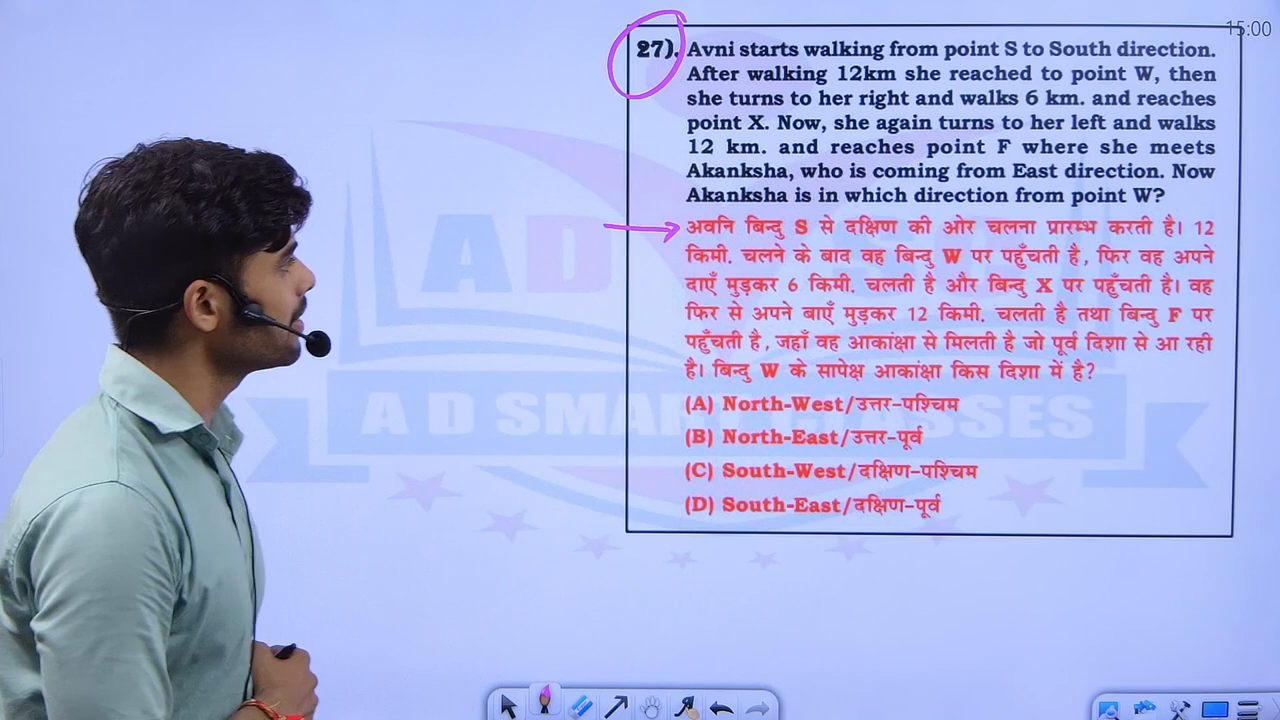 15:00
27). Avni starts walking from point S to South direction.
After walking 12km she reached to point W, then
she turns to her right and walks 6 km. and reaches
point X. Now, she again turns to her left and walks
12 km. and reaches point F where she meets
Akanksha, who is coming from East direction. Now
Akanksha is in which direction from point W?
अवनि बिन्दु S से दक्षिण की ओर चलना प्रारम्भ करती है। 12
किमी. चलने के बाद वह बिन्दु W पर पहुँचती है, फिर वह अपने
दाएँ मुड़कर 6 किमी. चलती है और बिन्दु X पर पहुँचती है। वह
फिर से अपने बाएँ मुड़कर 12 किमी. चलती है तथा बिन्दु F पर
पहुँचती है, जहाँ वह आकांक्षा से मिलती है जो पूर्व दिशा से आ रही
है। बिन्दु W के सापेक्ष आकांक्षा किस दिशा में है?
(A) North-West/उत्तर-पश्चिम
(B) North-East/उत्तर-पूर्व
(C) South-West/दक्षिण-पश्चिम
(D) South-East/दक्षिण-पूर्व
A D
A D SMART CLASSES